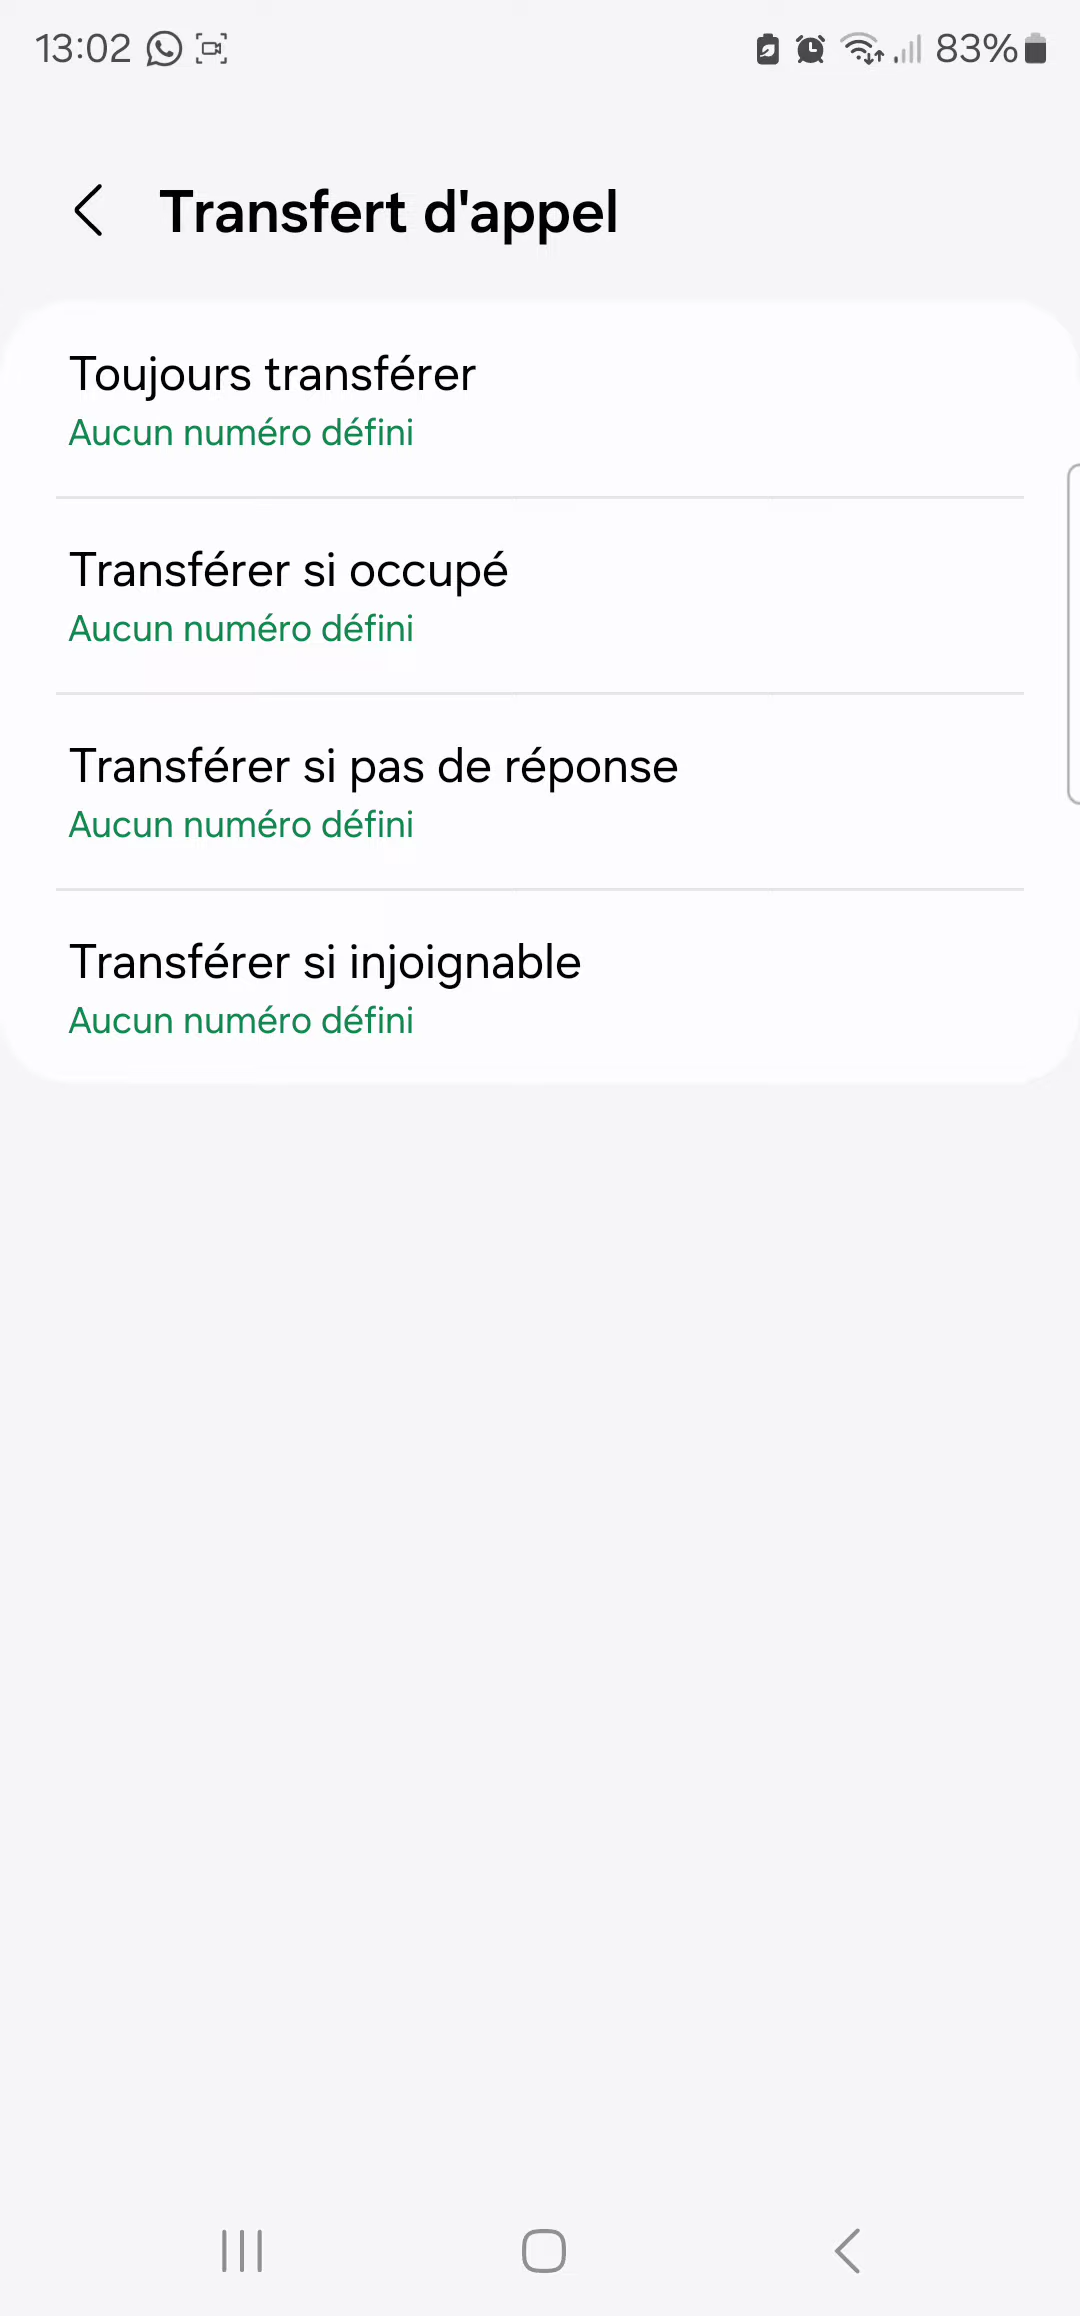 13:02
83%
Transfert d'appel
Toujours transférer
Aucun numéro défini
Transférer si occupé
Aucun numéro défini
Transférer si pas de réponse
Aucun numéro défini
Transférer si injoignable
Aucun numéro défini